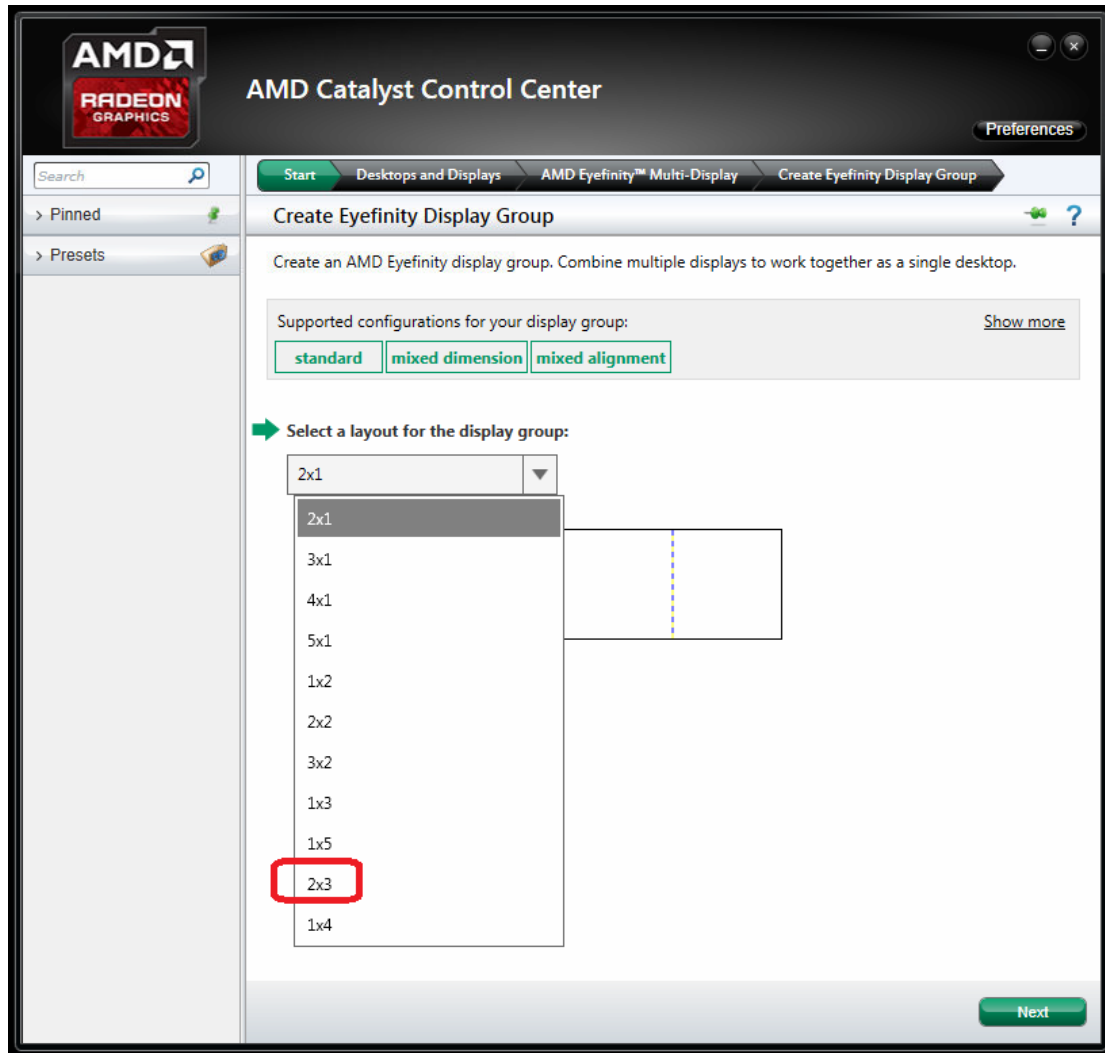 AMD
RADEON
GRAPHICS
AMD Catalyst Control Center
Preferences
Search
Start
Desktops and Displays
AMD Eyefinity™ Multi-Display
Create Eyefinity Display Group
> Pinned
> Presets
Create Eyefinity Display Group
?
Create an AMD Eyefinity display group. Combine multiple displays to work together as a single desktop.
Supported configurations for your display group:
Show more
standard
mixed dimension
mixed alignment
Select a layout for the display group:
2x1
2x1
3x1
4x1
5x1
1x2
2x2
3x2
1x3
1x5
2x3
1x4
Next